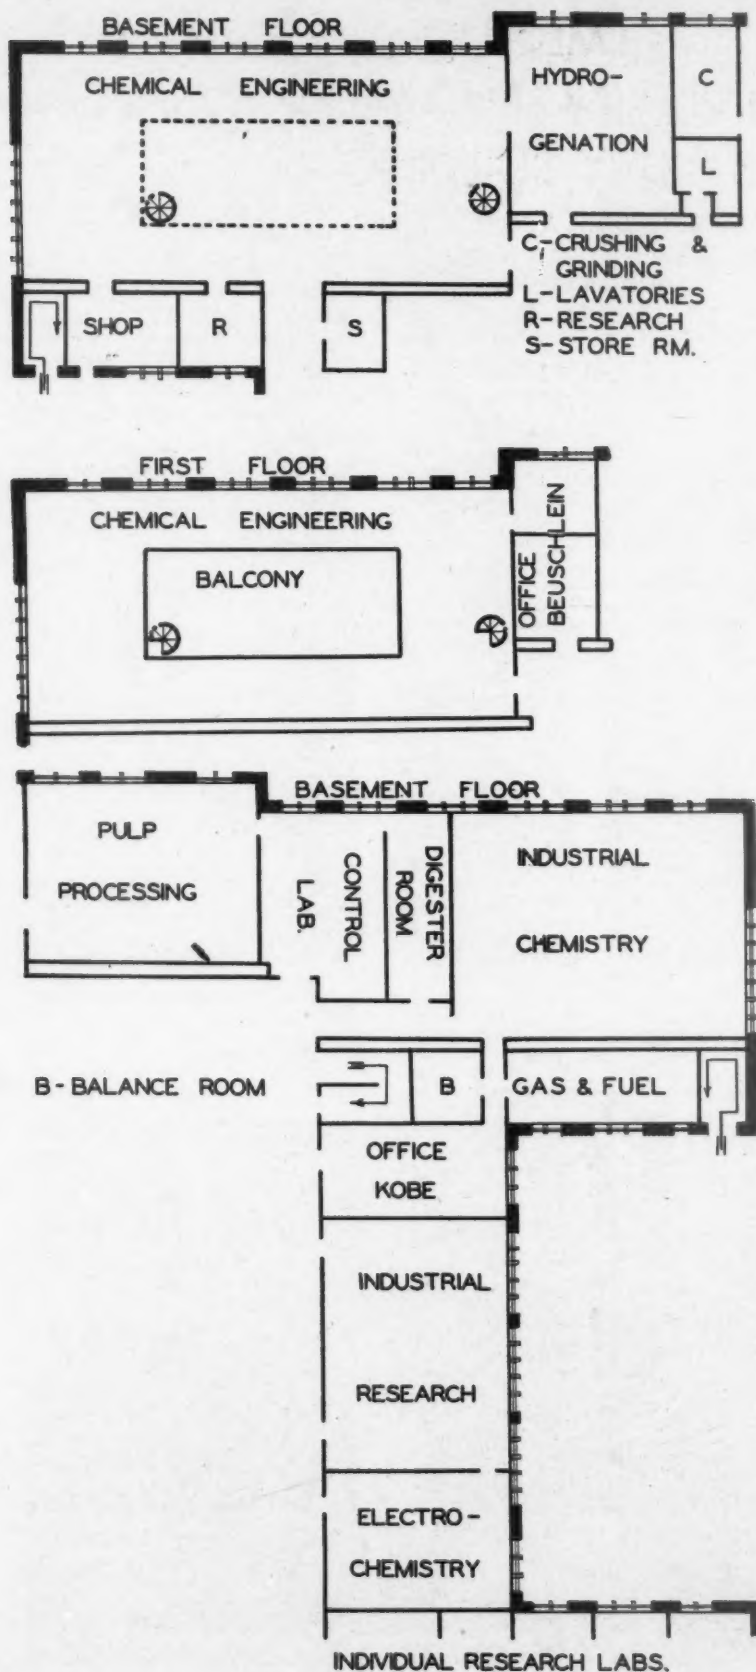 BASEMENT FLOOR
CHEMICAL ENGINEERING
HYDRO-
GENATION
C
L
C-CRUSHING &
GRINDING
L-LAVATORIES
R-RESEARCH
S-STORE RM.
SHOP
R
S
FIRST FLOOR
CHEMICAL ENGINEERING
BALCONY
OFFICE
BEUSCHLEIN
BASEMENT FLOOR
PULP
PROCESSING
LAB.
CONTROL
ROOM
DIGESTER
INDUSTRIAL
CHEMISTRY
B-BALANCE ROOM
B
GAS & FUEL
OFFICE
KOBE
INDUSTRIAL
RESEARCH
ELECTRO-
CHEMISTRY
INDIVIDUAL RESEARCH LABS.